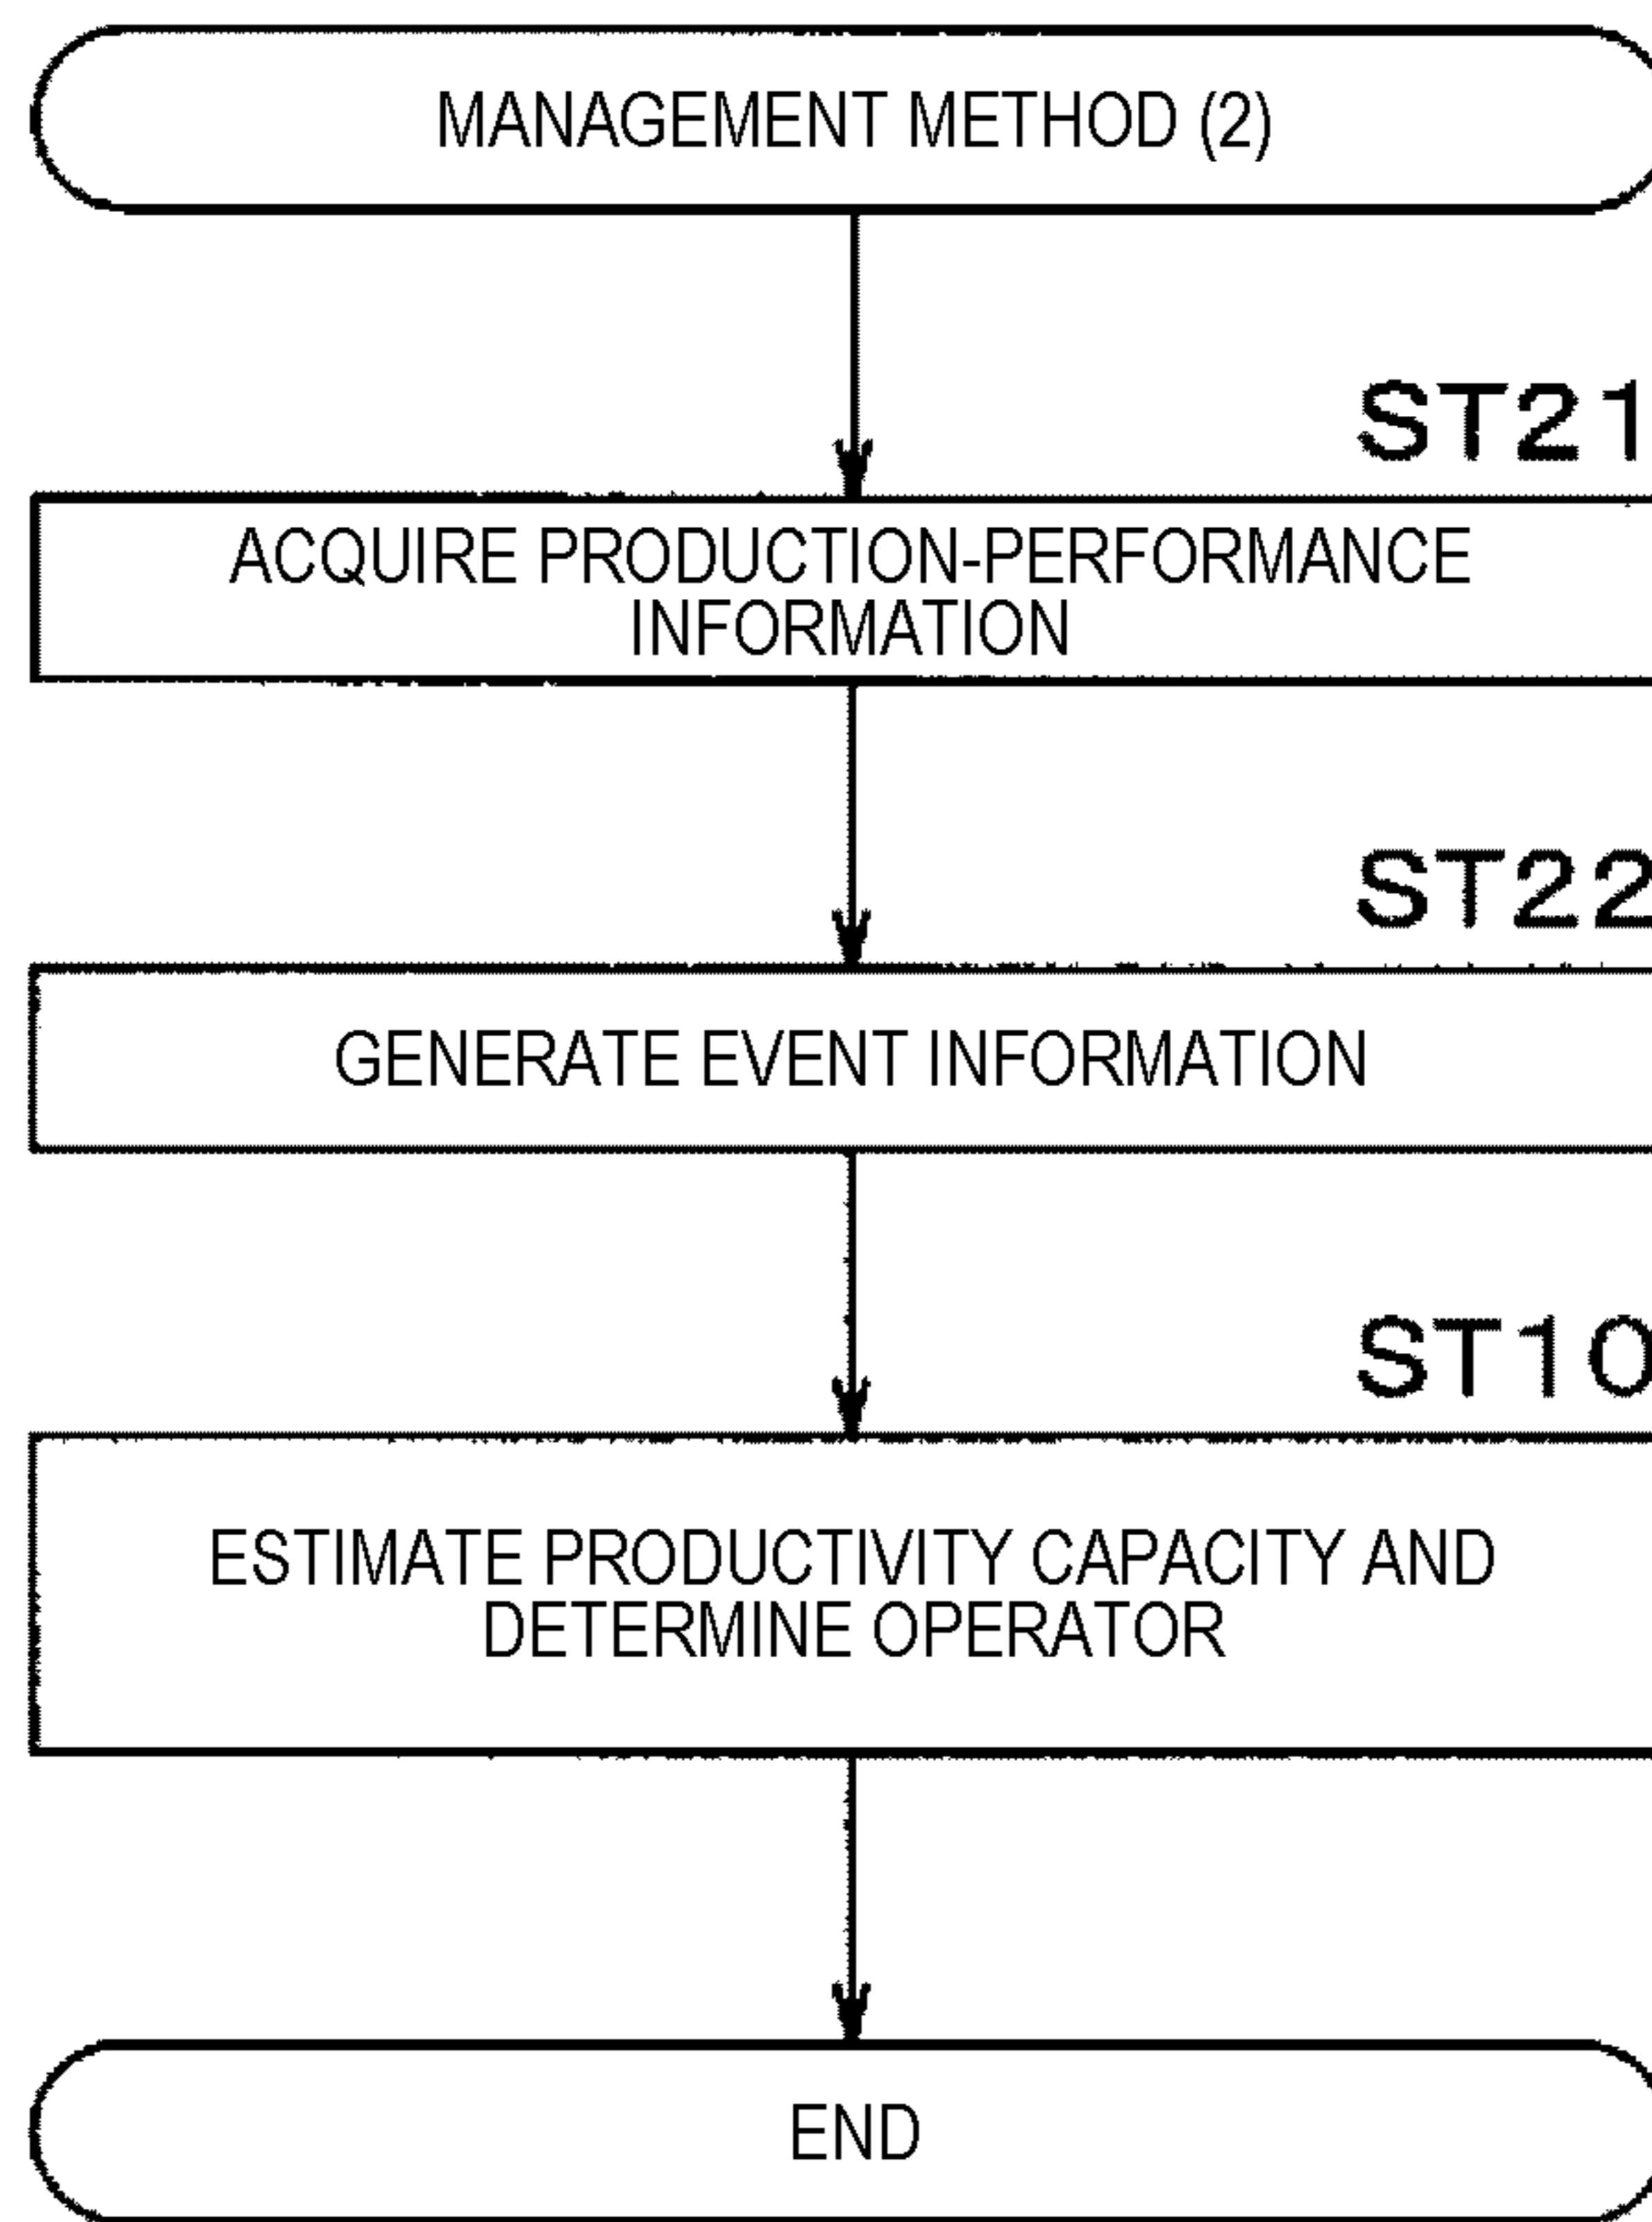 MANAGEMENT METHOD (2)
ST21
ACQUIRE PRODUCTION-PERFORMANCE
INFORMATION
ST22
GENERATE EVENT INFORMATION
ST10
ESTIMATE PRODUCTIVITY CAPACITY AND
DETERMINE OPERATOR
END